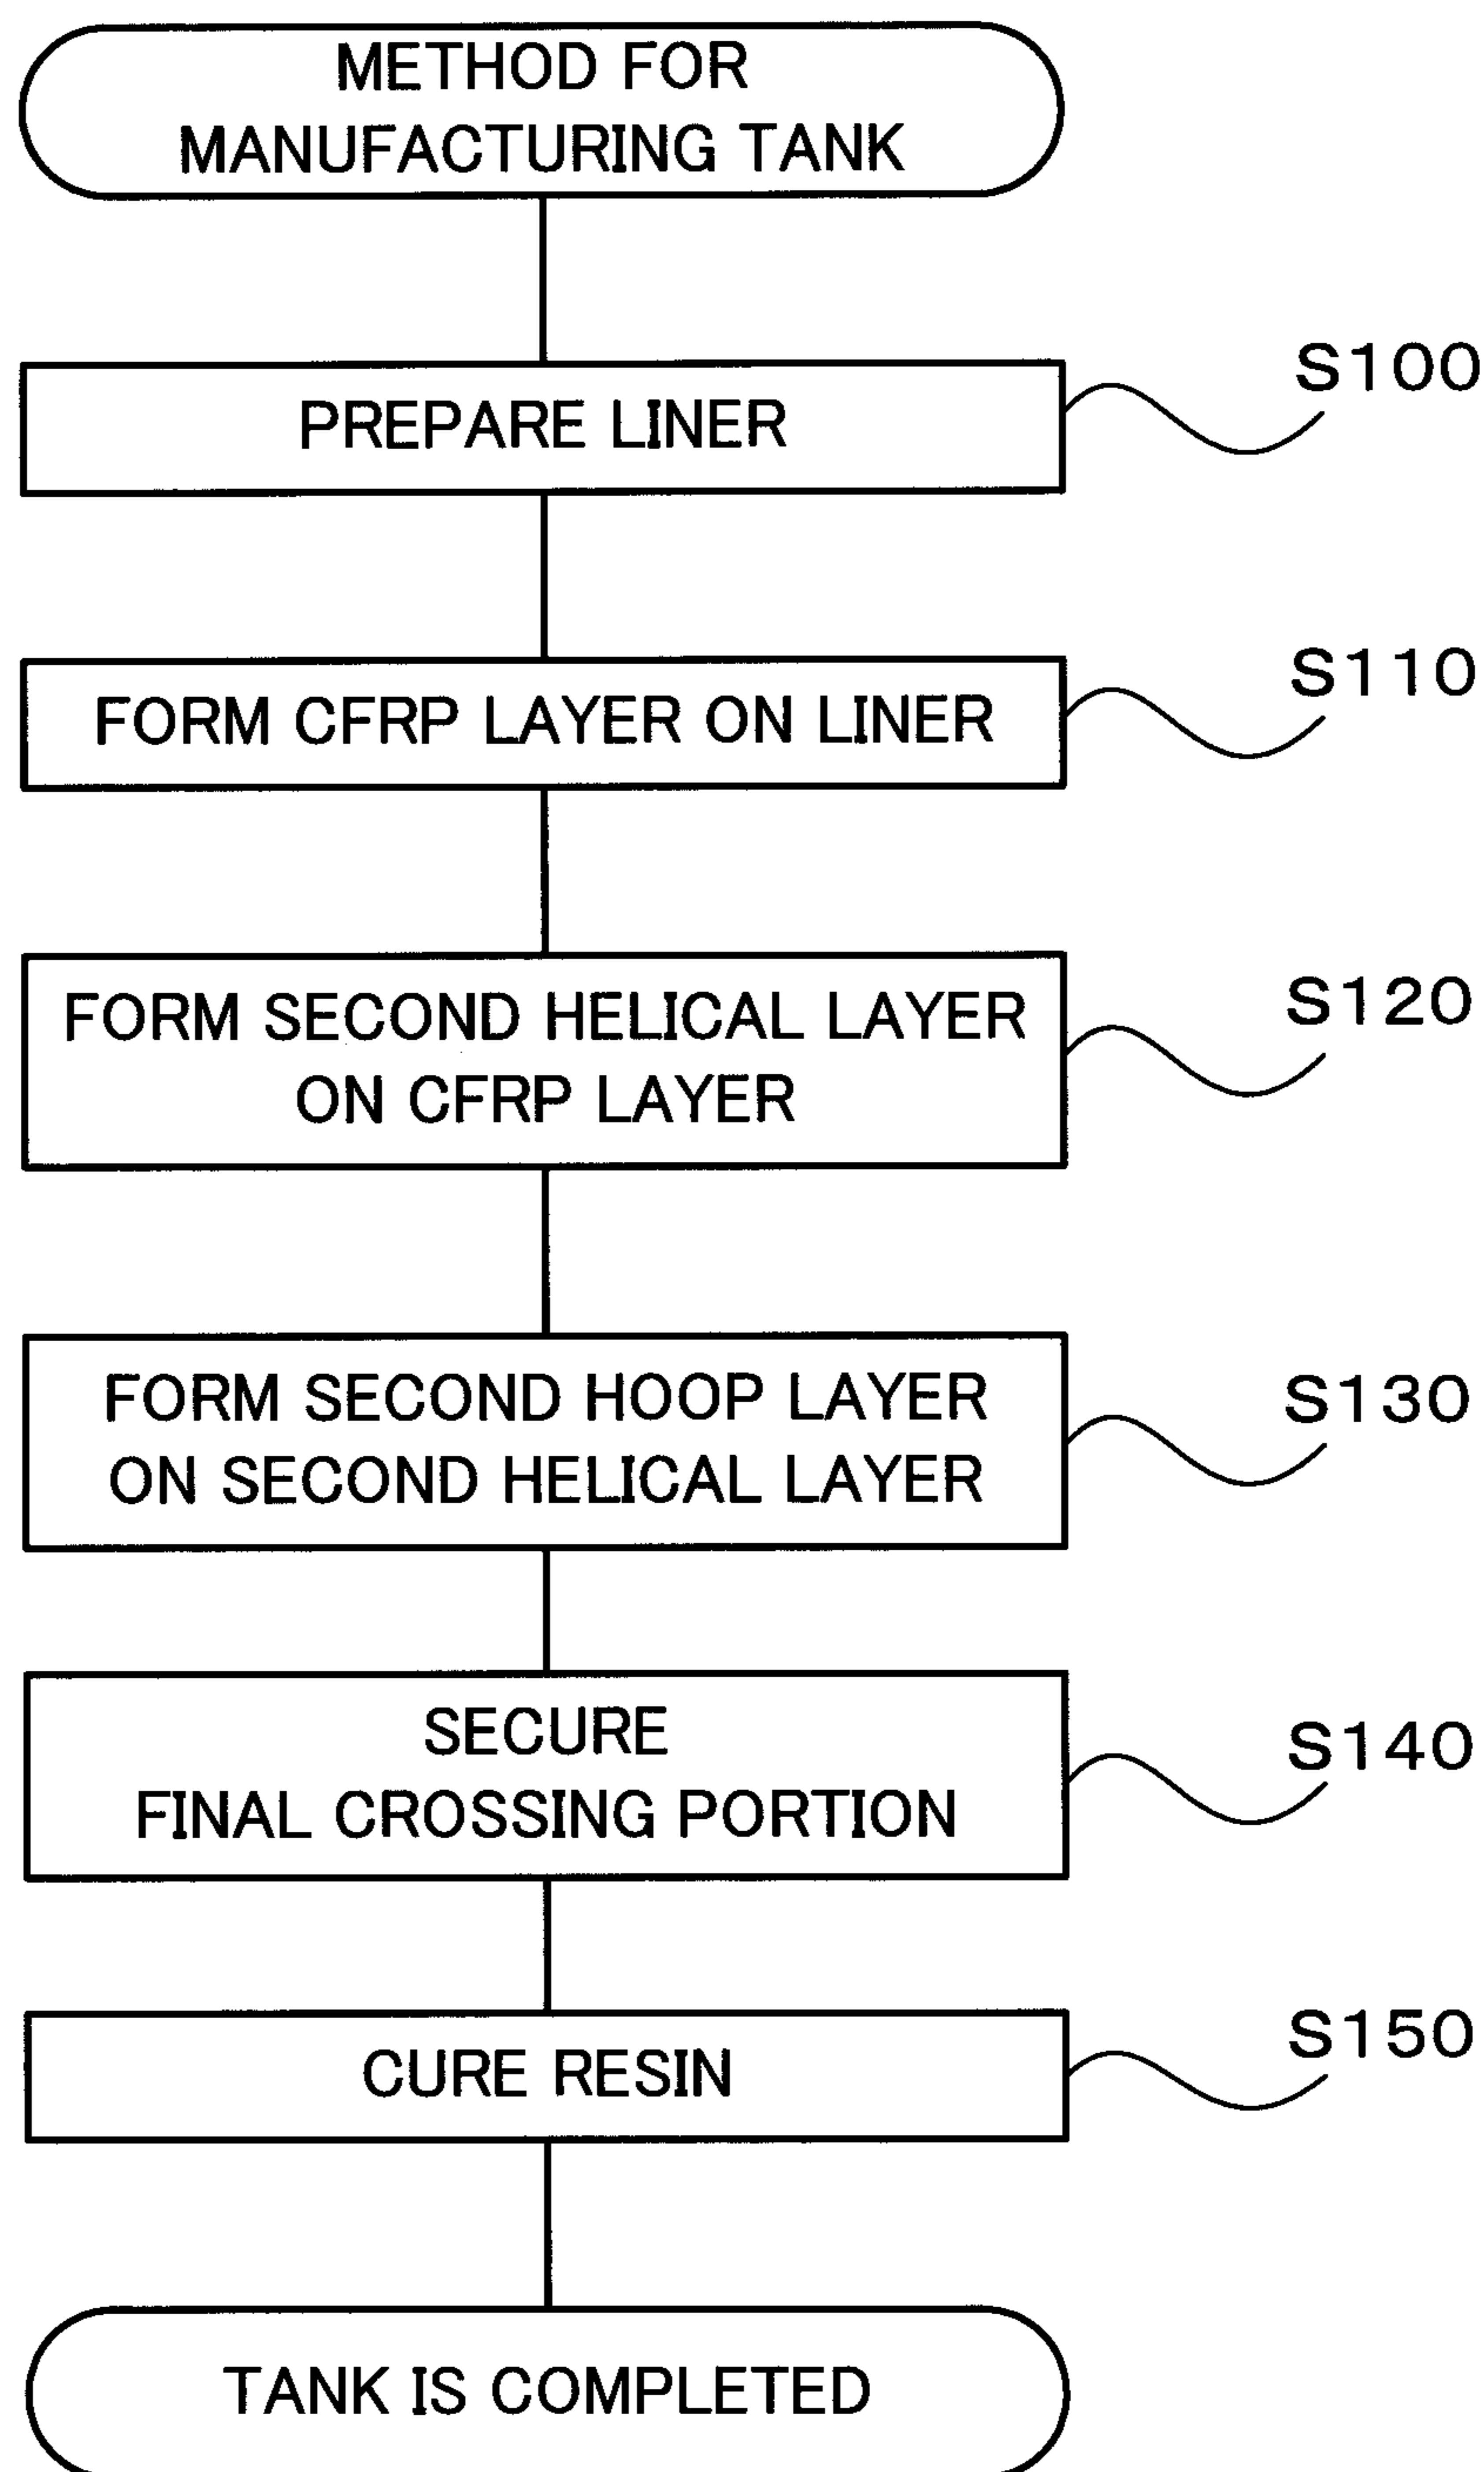 METHOD FOR
MANUFACTURING TANK
PREPARE LINER
S100
FORM CFRP LAYER ON LINER
S110
FORM SECOND HELICAL LAYER
ON CFRP LAYER
S120
FORM SECOND HOOP LAYER
ON SECOND HELICAL LAYER
S130
SECURE
FINAL CROSSING PORTION
S140
CURE RESIN
S150
TANK IS COMPLETED